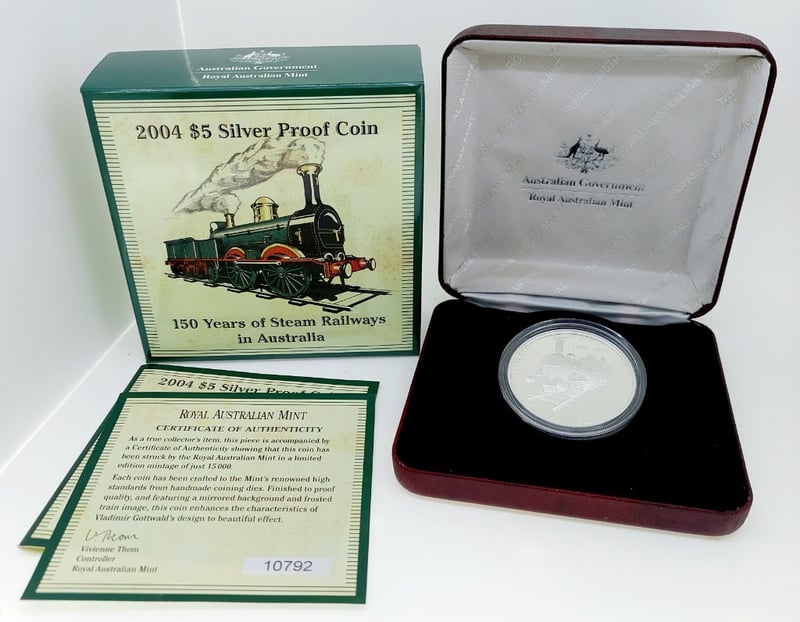 Australian Government
Royal Australian Mint
2004 $5 Silver Proof Coin
150 Years of Steam Railways
in Australia
Australian Government
Royal Australian Mint
2004 $5 Silver Proof Coin
ROYAL AUSTRALIAN MINT
CERTIFICATE OF AUTHENTICITY
As a true collector's item, this piece is accompanied by
a Certificate of Authenticity showing that this coin has
been struck by the Royal Australian Mint in a limited
edition mintage of just 15 000.
Each coin has been crafted to the Mint's renowned high
standards from handmade coining dies. Finished to proof
quality, and featuring a mirrored background and frosted
train image, this coin enhances the characteristics of
Vladimir Gottwald's design to beautiful effect.
VThom
Vivienne Thom
Controller
Royal Australian Mint
10792